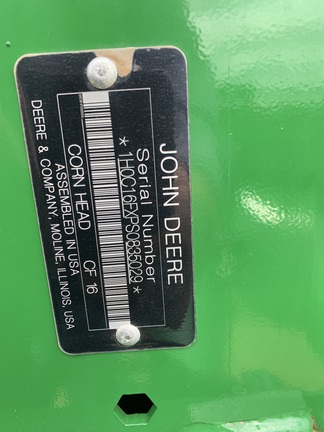 JOHN DEERE
Serial Number
*1H0C16FXPS0835029*
CORN HEAD CF 16
ASSEMBLED IN USA
DEERE & COMPANY, MOLINE, ILLINOIS, USA